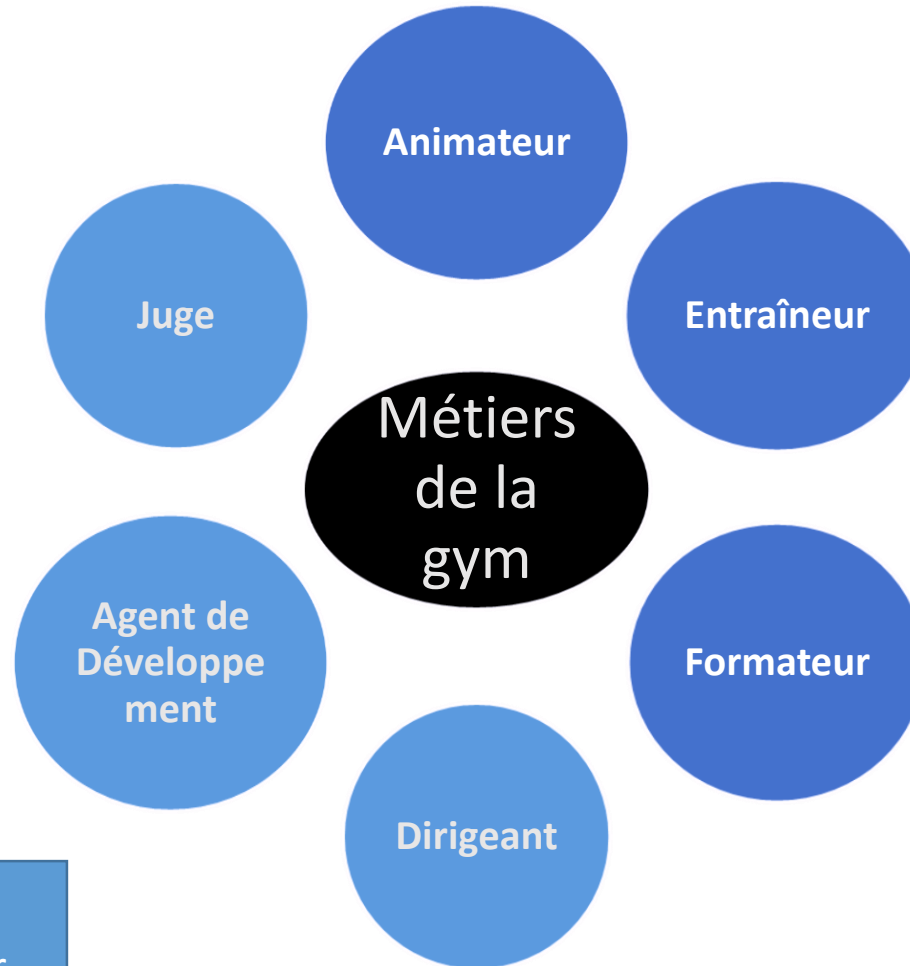 Animateur
Juge
Entraîneur
Métiers
de la
gym
Agent de
Développe
ment
Formateur
Dirigeant